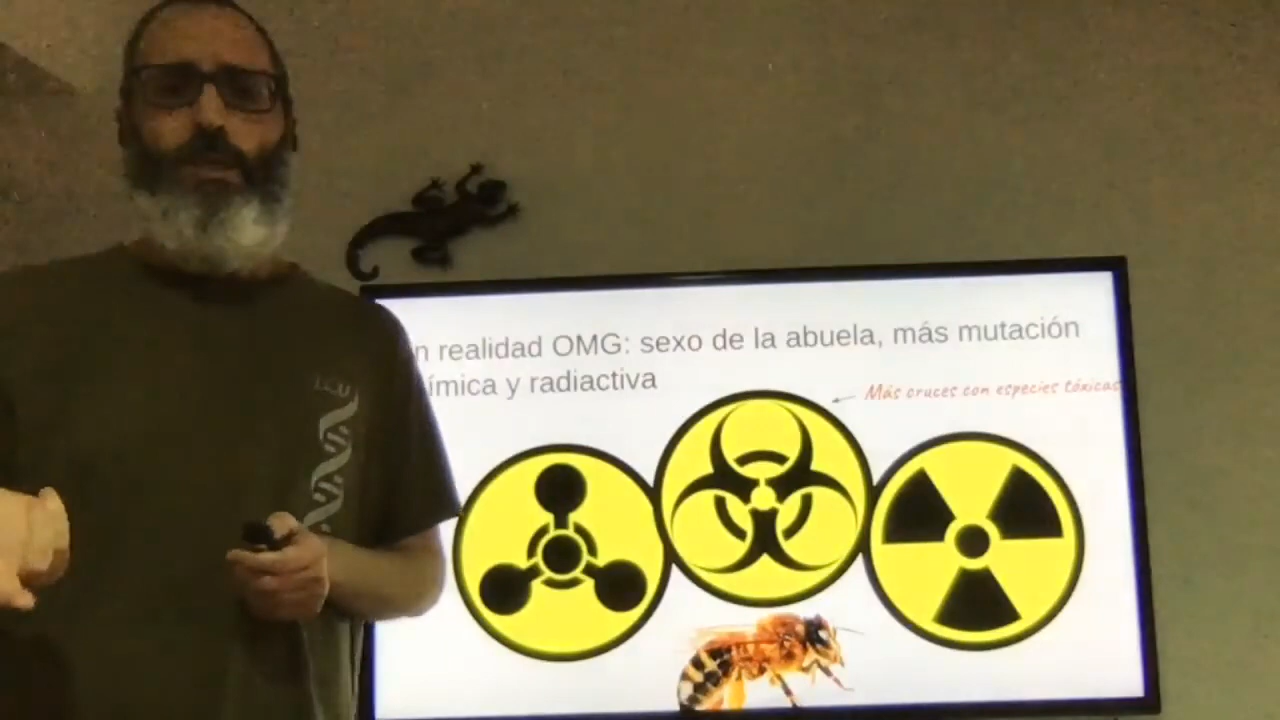 n realidad OMG: sexo de la abuela, más mutación
ímica y radiactiva
Más cruces con especies tóxicas